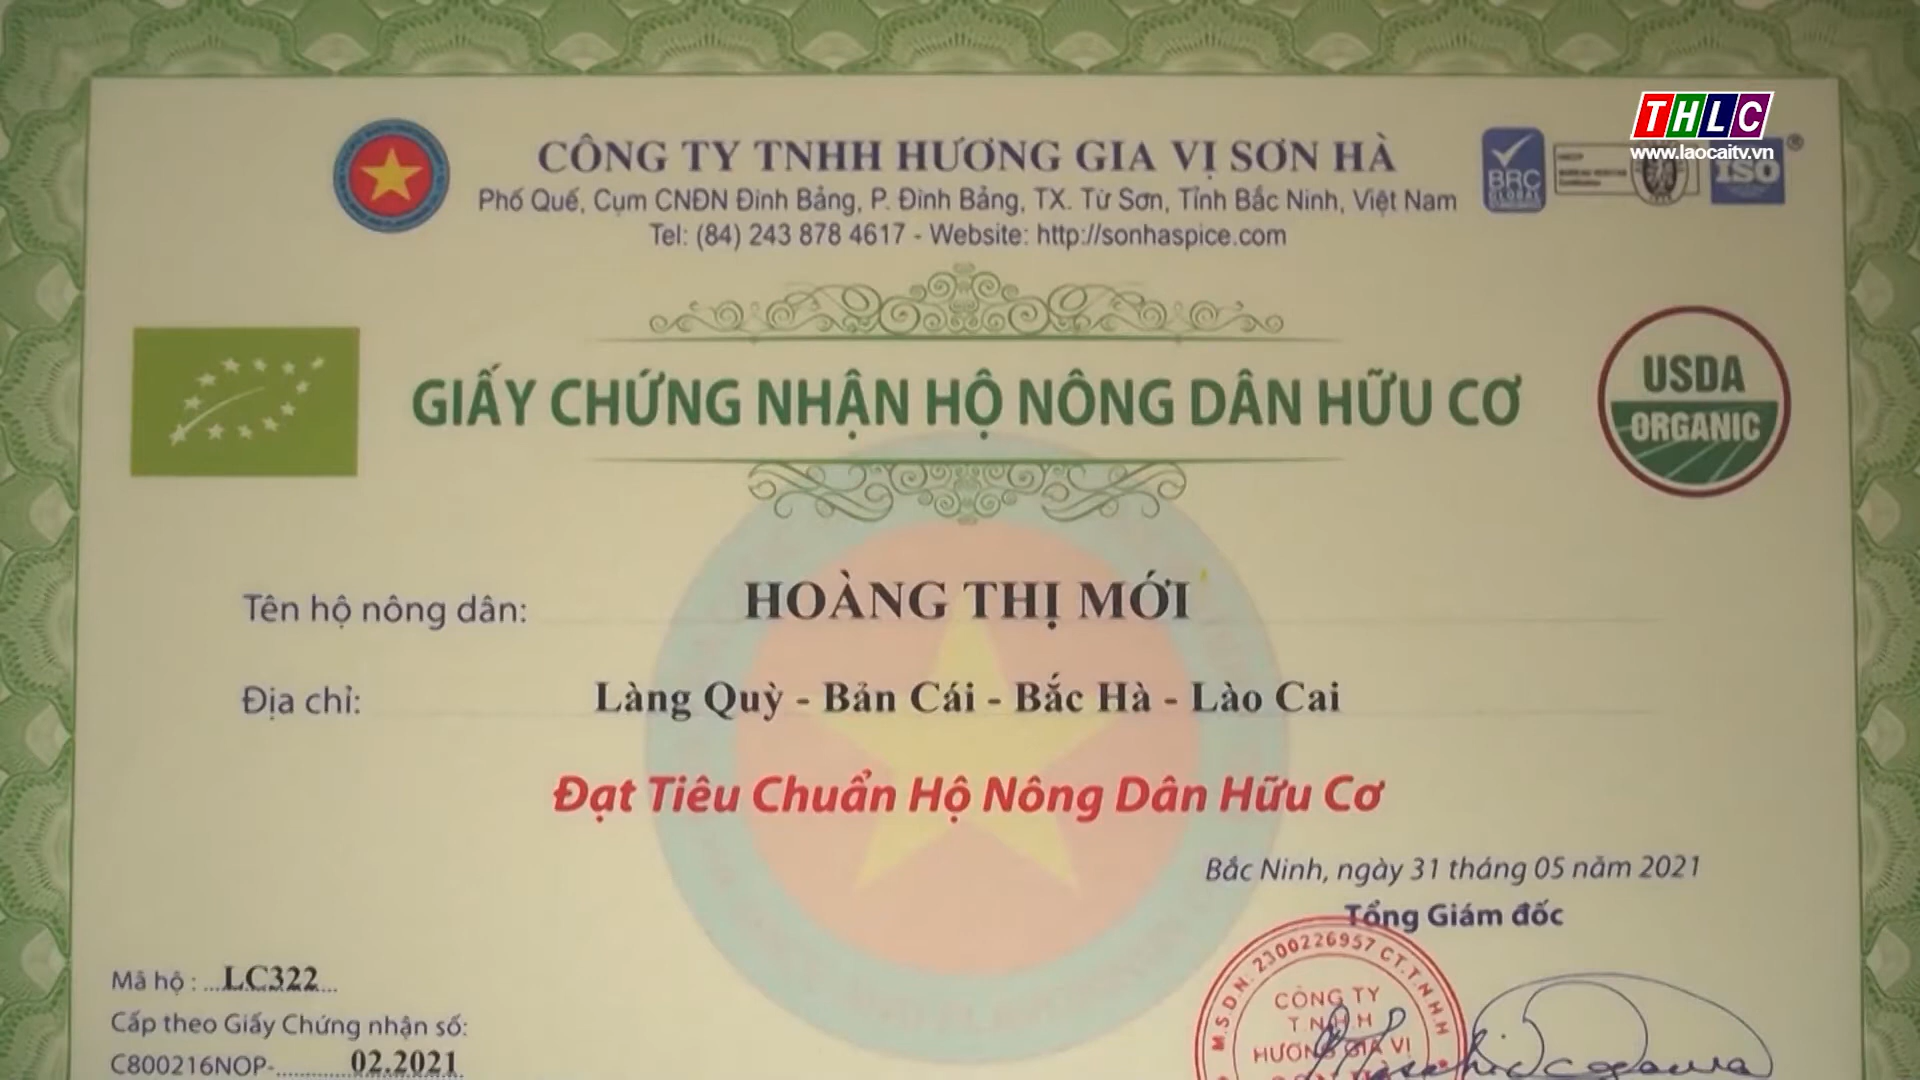 THLC
www.laocaitv.vn
CÔNG TY TNHH HƯƠNG GIA VỊ SƠN HÀ
Phố Quế, Cụm CNĐN Đình Bảng, P. Đình Bảng, TX. Từ Sơn, Tỉnh Bắc Ninh, Việt Nam
Tel: (84) 243 878 4617 - Website: http://sonhaspice.com
BRC
GLOBAL
ISO
GIẤY CHỨNG NHẬN HỘ NÔNG DÂN HỮU CƠ
USDA
ORGANIC
Tên hộ nông dân: HOÀNG THỊ MỚI
Địa chỉ: Làng Quỳ - Bản Cái - Bắc Hà - Lào Cai
Đạt Tiêu Chuẩn Hộ Nông Dân Hữu Cơ
Bắc Ninh, ngày 31 tháng 05 năm 2021
Tổng Giám đốc
Mã hộ : ...LC322...
Cấp theo Giấy Chứng nhận số:
C800216NOP-..........02.2021
M.S.D.N: 2300226957 C.T.T.N.H.H
CÔNG TY
T.N.H.H
HƯƠNG GIA VỊ